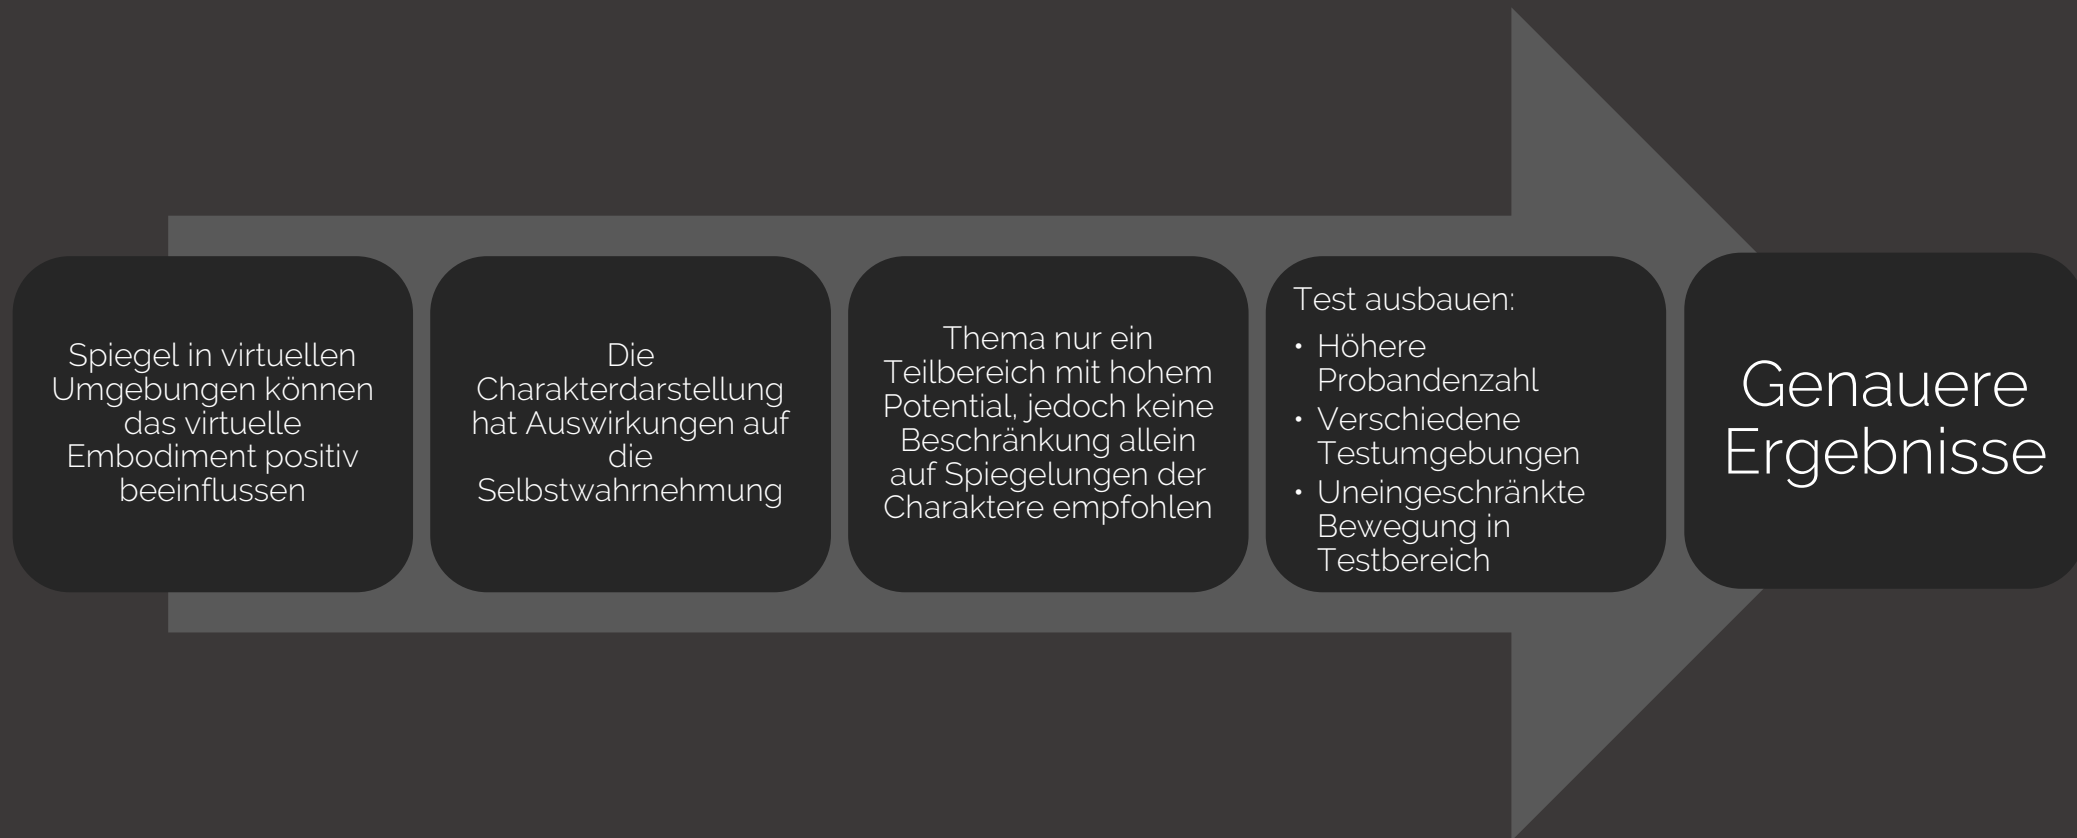 Spiegel in virtuellen
Umgebungen können
das virtuelle
Embodiment positiv
beeinflussen
Die
Charakterdarstellung
hat Auswirkungen auf
die
Selbstwahrnehmung
Thema nur ein
Teilbereich mit hohem
Potential, jedoch keine
Beschränkung allein
auf Spiegelungen der
Charaktere empfohlen
Test ausbauen:
• Höhere
Probandenzahl
• Verschiedene
Testumgebungen
• Uneingeschränkte
Bewegung in
Testbereich
Genauere
Ergebnisse